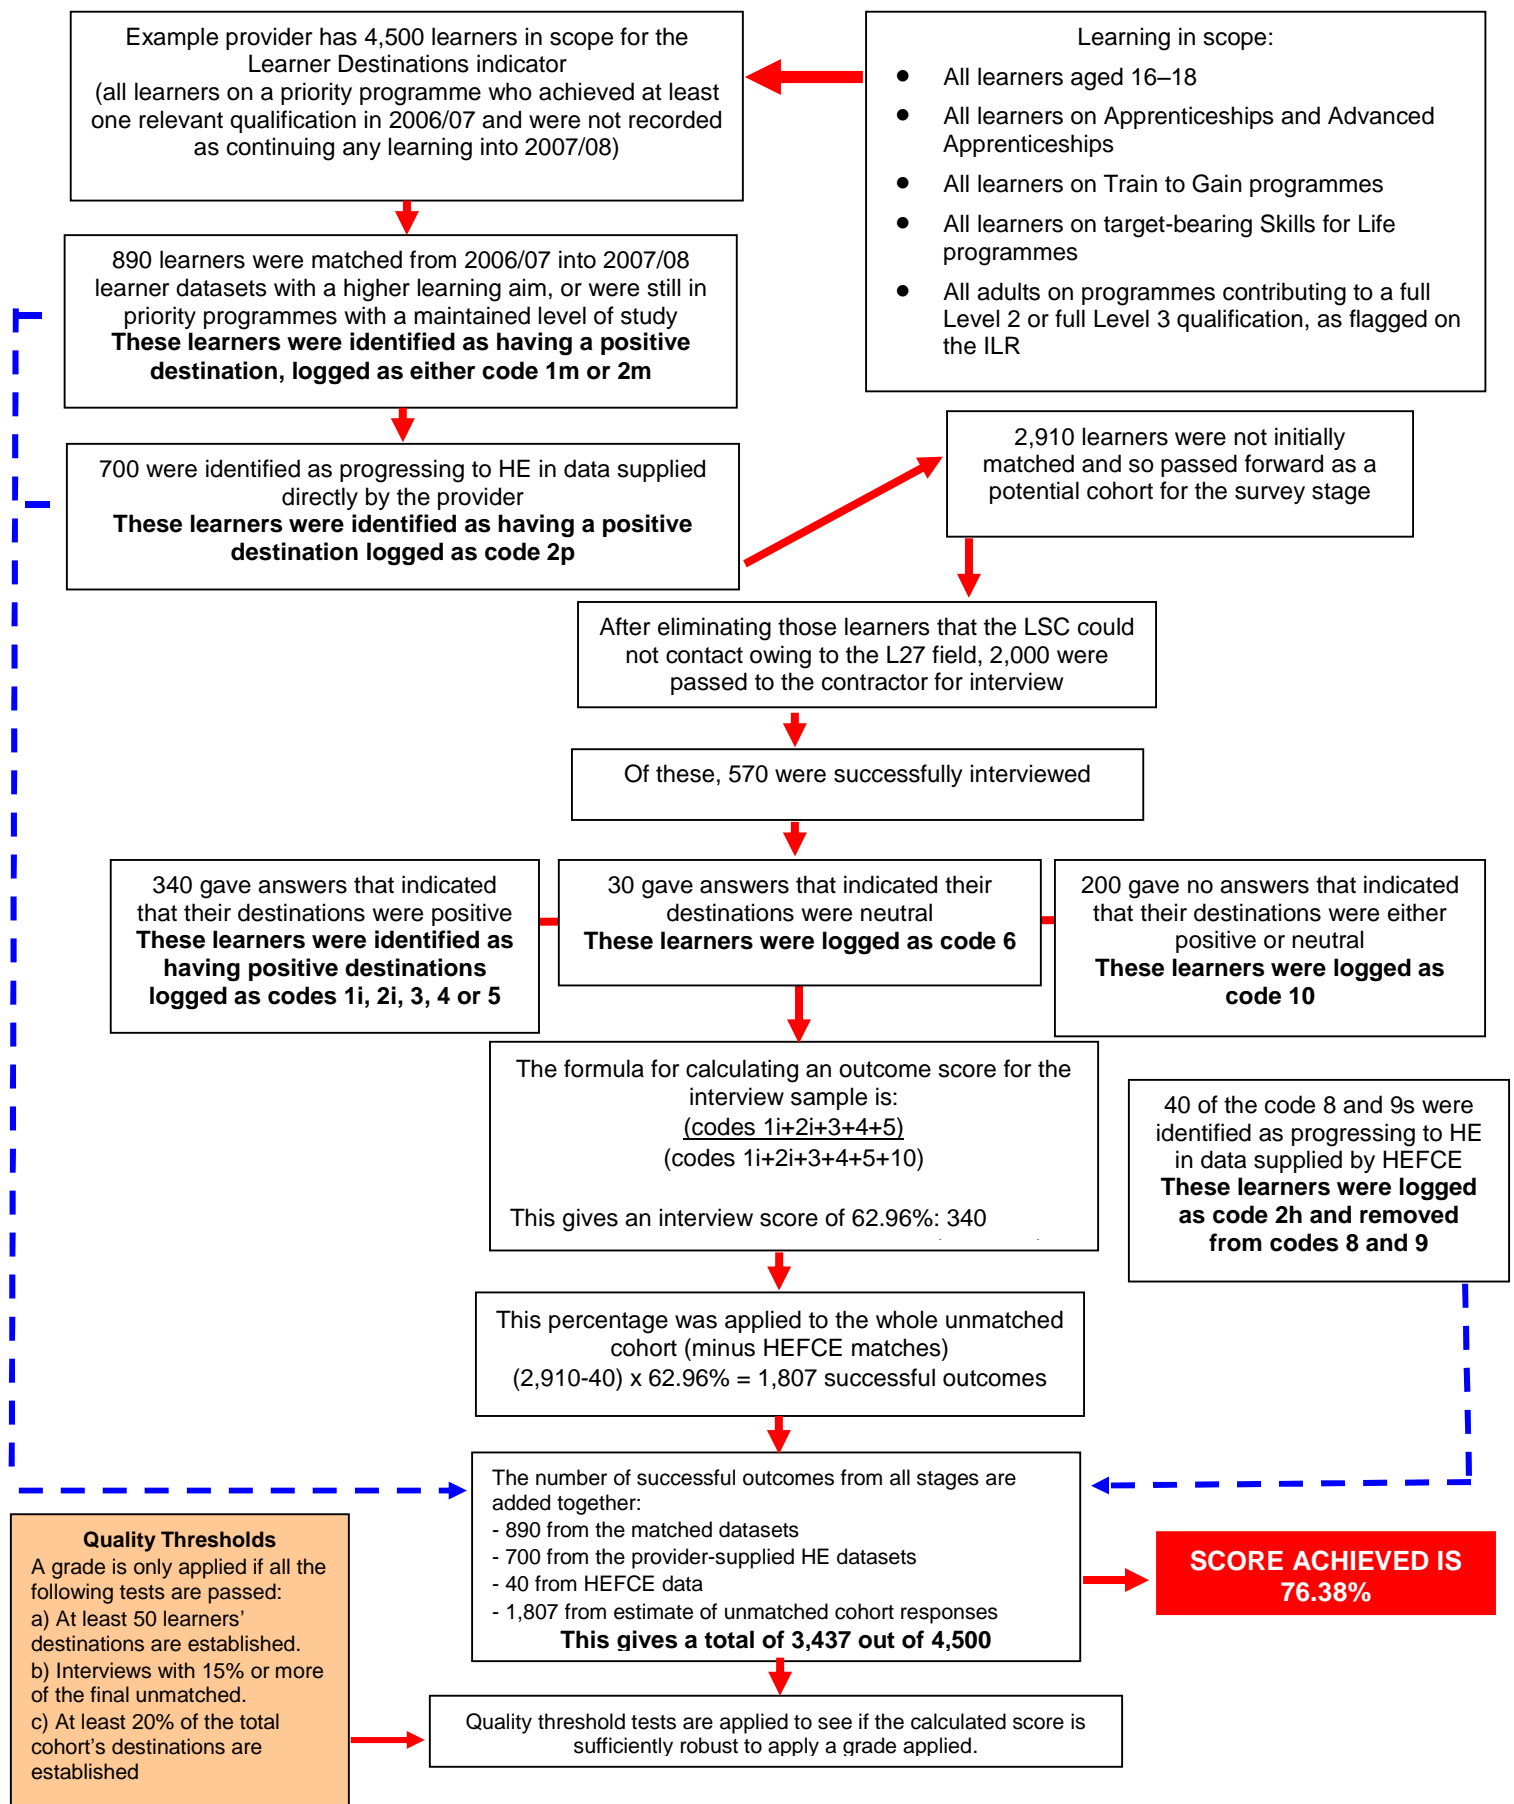 Example provider has 4,500 learners in scope for the
Learner Destinations indicator
(all learners on a priority programme who achieved at least
one relevant qualification in 2006/07 and were not recorded
as continuing any learning into 2007/08)
Learning in scope:
● All learners aged 16–18
● All learners on Apprenticeships and Advanced
Apprenticeships
● All learners on Train to Gain programmes
● All learners on target-bearing Skills for Life
programmes
● All adults on programmes contributing to a full
Level 2 or full Level 3 qualification, as flagged on
the ILR
890 learners were matched from 2006/07 into 2007/08
learner datasets with a higher learning aim, or were still in
priority programmes with a maintained level of study
These learners were identified as having a positive
destination, logged as either code 1m or 2m
700 were identified as progressing to HE in data supplied
directly by the provider
These learners were identified as having a positive
destination logged as code 2p
2,910 learners were not initially
matched and so passed forward as a
potential cohort for the survey stage
After eliminating those learners that the LSC could
not contact owing to the L27 field, 2,000 were
passed to the contractor for interview
Of these, 570 were successfully interviewed
340 gave answers that indicated
that their destinations were positive
These learners were identified as
having positive destinations
logged as codes 1i, 2i, 3, 4 or 5
30 gave answers that indicated their
destinations were neutral
These learners were logged as code 6
200 gave no answers that indicated
that their destinations were either
positive or neutral
These learners were logged as
code 10
The formula for calculating an outcome score for the
interview sample is:
(codes 1i+2i+3+4+5)
(codes 1i+2i+3+4+5+10)
This gives an interview score of 62.96%: 340
40 of the code 8 and 9s were
identified as progressing to HE
in data supplied by HEFCE
These learners were logged
as code 2h and removed
from codes 8 and 9
This percentage was applied to the whole unmatched
cohort (minus HEFCE matches)
(2,910-40) x 62.96% = 1,807 successful outcomes
The number of successful outcomes from all stages are
added together:
- 890 from the matched datasets
- 700 from the provider-supplied HE datasets
- 40 from HEFCE data
- 1,807 from estimate of unmatched cohort responses
This gives a total of 3,437 out of 4,500
SCORE ACHIEVED IS
76.38%
Quality Thresholds
A grade is only applied if all the
following tests are passed:
a) At least 50 learners’
destinations are established.
b) Interviews with 15% or more
of the final unmatched.
c) At least 20% of the total
cohort’s destinations are
established
Quality threshold tests are applied to see if the calculated score is
sufficiently robust to apply a grade applied.